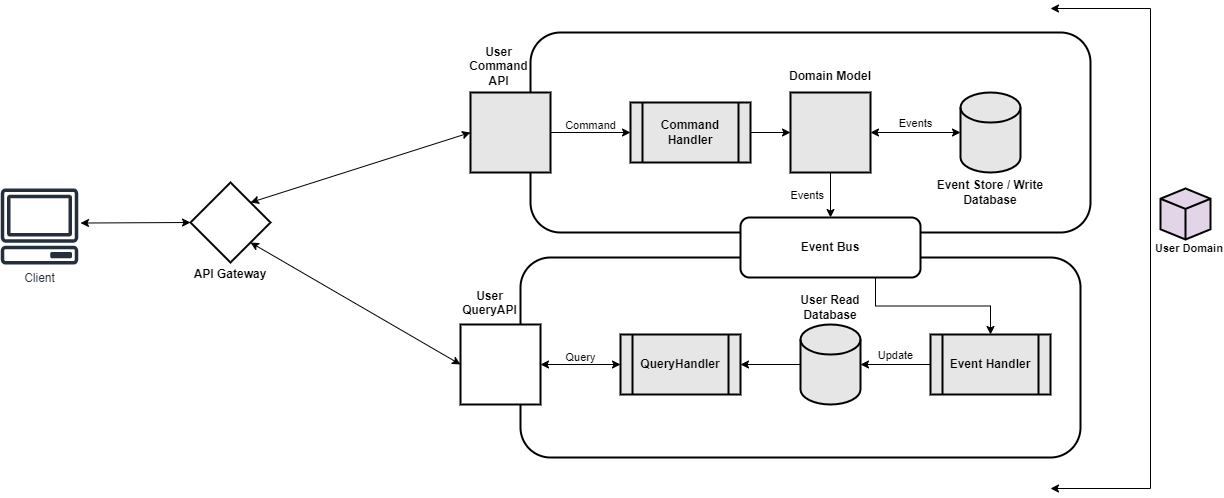 User
Command
API
Domain Model
Command
Command
Handler
Events
Event Store / Write
Database
Events
Client
API Gateway
Event Bus
User Domain
User
QueryAPI
User Read
Database
Query
QueryHandler
Update
Event Handler